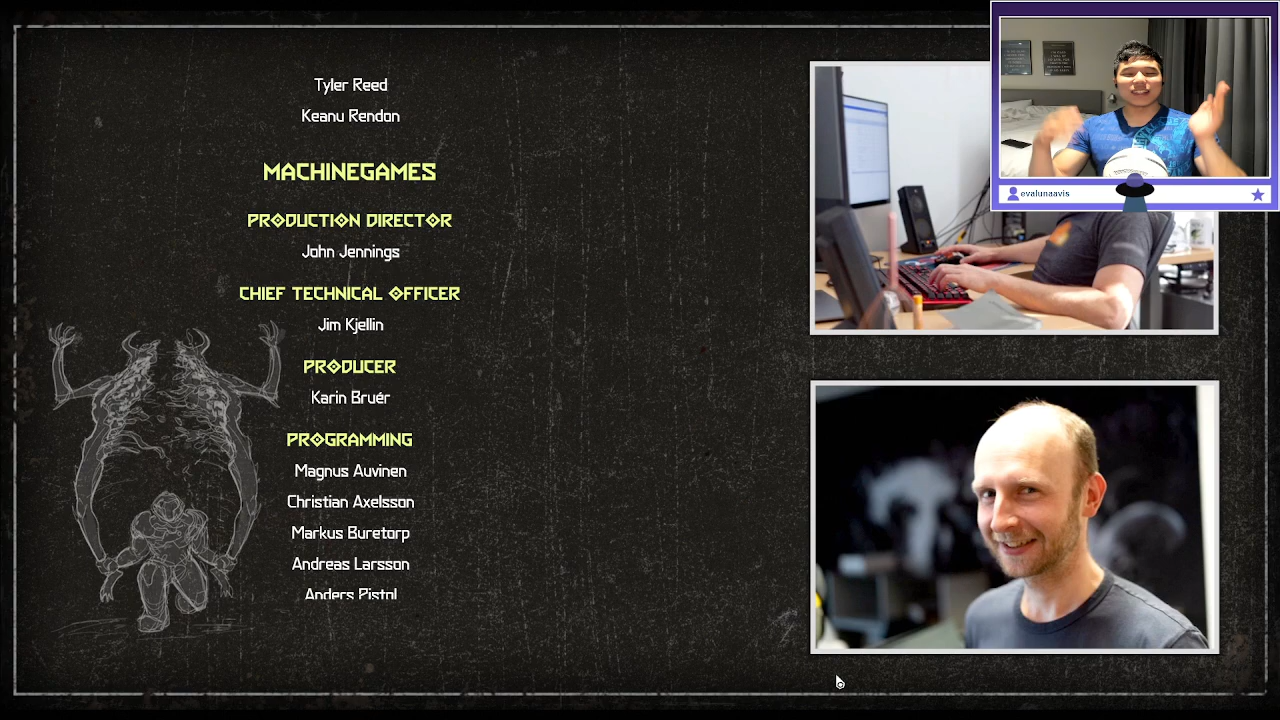 Tyler Reed
Keanu Rendon
MACHINEGAMES
PRODUCTION DIRECTOR
John Jennings
CHIEF TECHNICAL OFFICER
Jim Kjellin
PRODUCER
Karin Bruér
PROGRAMMING
Magnus Auvinen
Christian Axelsson
Markus Buretorp
Andreas Larsson
Anders Pistol
evalunaavis